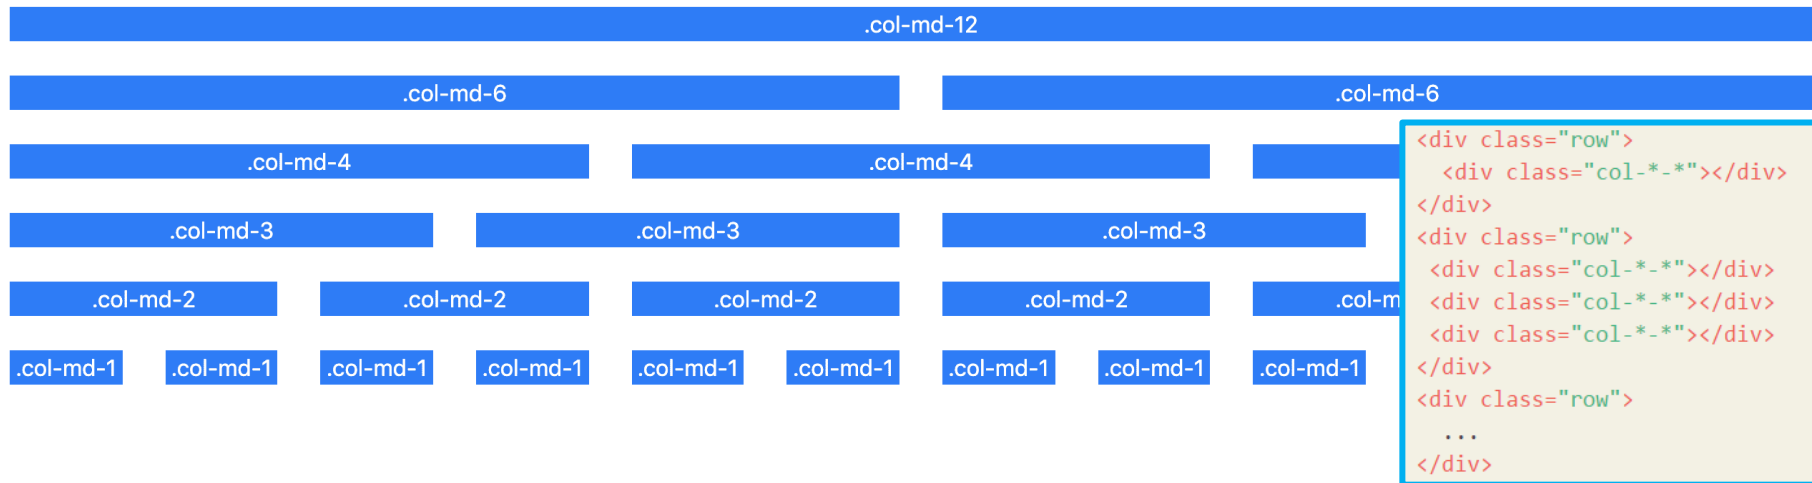 .col-md-12
.col-md-6 .col-md-6
.col-md-4 .col-md-4
.col-md-3 .col-md-3 .col-md-3
.col-md-2 .col-md-2 .col-md-2 .col-md-2 .col-m
.col-md-1 .col-md-1 .col-md-1 .col-md-1 .col-md-1 .col-md-1 .col-md-1 .col-md-1 .col-md-1
<div class="row">
<div class="col-*-*"></div>
</div>
<div class="row">
<div class="col-*-*"></div>
<div class="col-*-*"></div>
<div class="col-*-*"></div>
</div>
<div class="row">
...
</div>